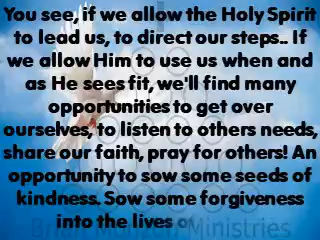 You see, if we allow the Holy Spirit
to lead us, to direct our steps.. If
we allow Him to use us when and
as He sees fit, we'll find many
opportunities to get over
ourselves, to listen to others needs,
share our faith, pray for others! An
opportunity to sow some seeds of
kindness. Sow some forgiveness
into the lives
Ministries